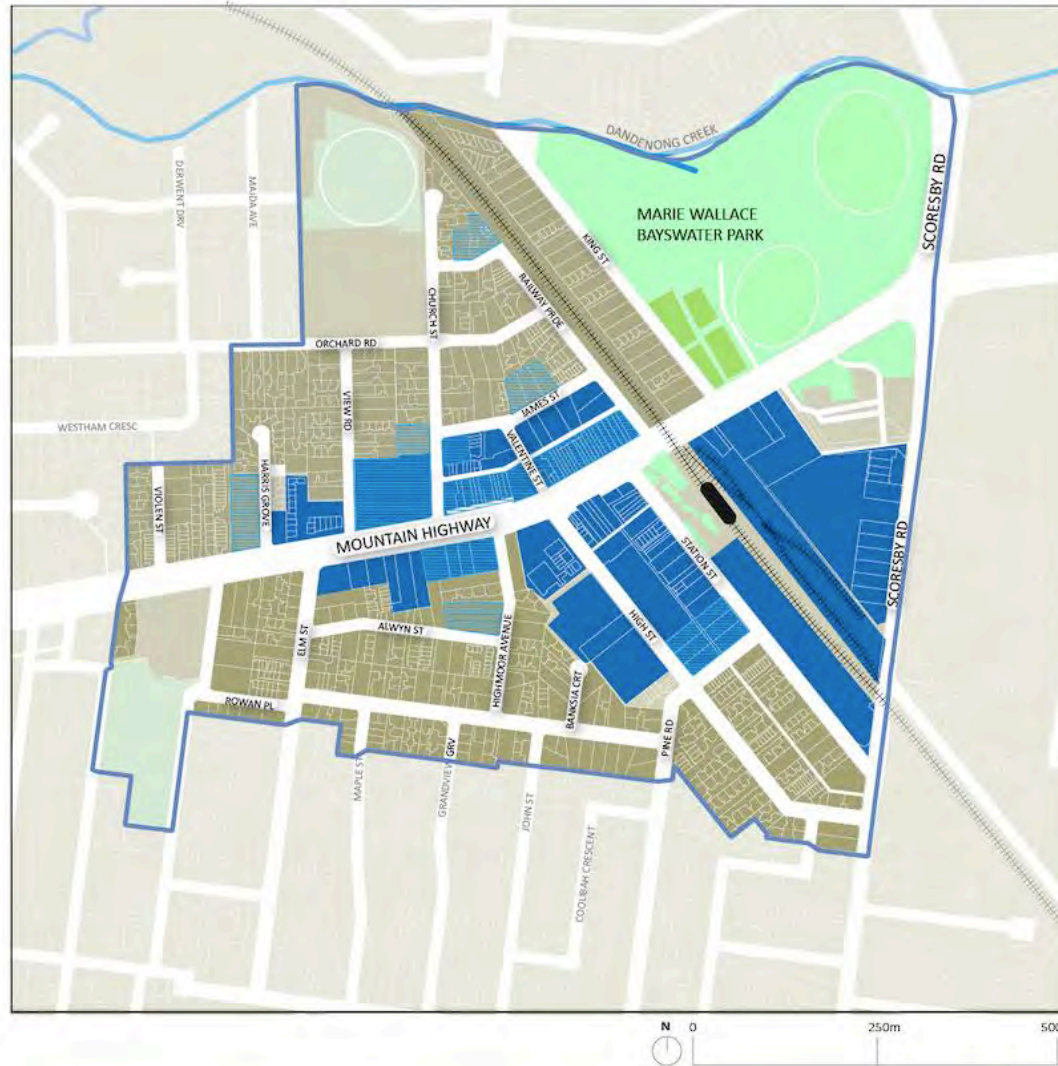 DANDENONG CREEK
DERWENT DRV
MAIDA AVE
MARIE WALLACE
BAYSWATER PARK
SCORESBY RD
KING ST
RAILWAY PRDE
CHURCH ST
ORCHARD RD
VIEW RD
JAMES ST
WESTHAM CRESC
VALENTINE ST
HARRIS GROVE
VIOLEN ST
MOUNTAIN HIGHWAY
STATION ST
SCORESBY RD
HIGH ST
ELM ST
ALWYN ST
HIGHMOOR AVENUE
BANKSIA CRT
ROWAN PL
PINE RD
MAPLE ST
GRANDVIEW GRV
JOHN ST
COOLIBAH CRESCENT
N 0 250m 500